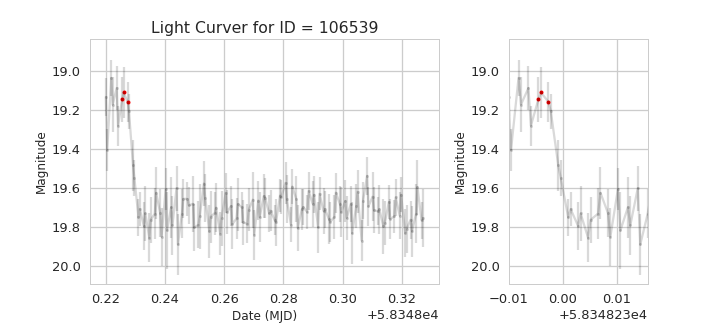 Light Curver for ID = 106539
Magnitude
19.0
19.2
19.4
19.6
19.8
20.0
0.22 0.24 0.26 0.28 0.30 0.32
Date (MJD) +5.8348e4
Magnitude
19.0
19.2
19.4
19.6
19.8
20.0
−0.01 0.00 0.01
+5.834823e4